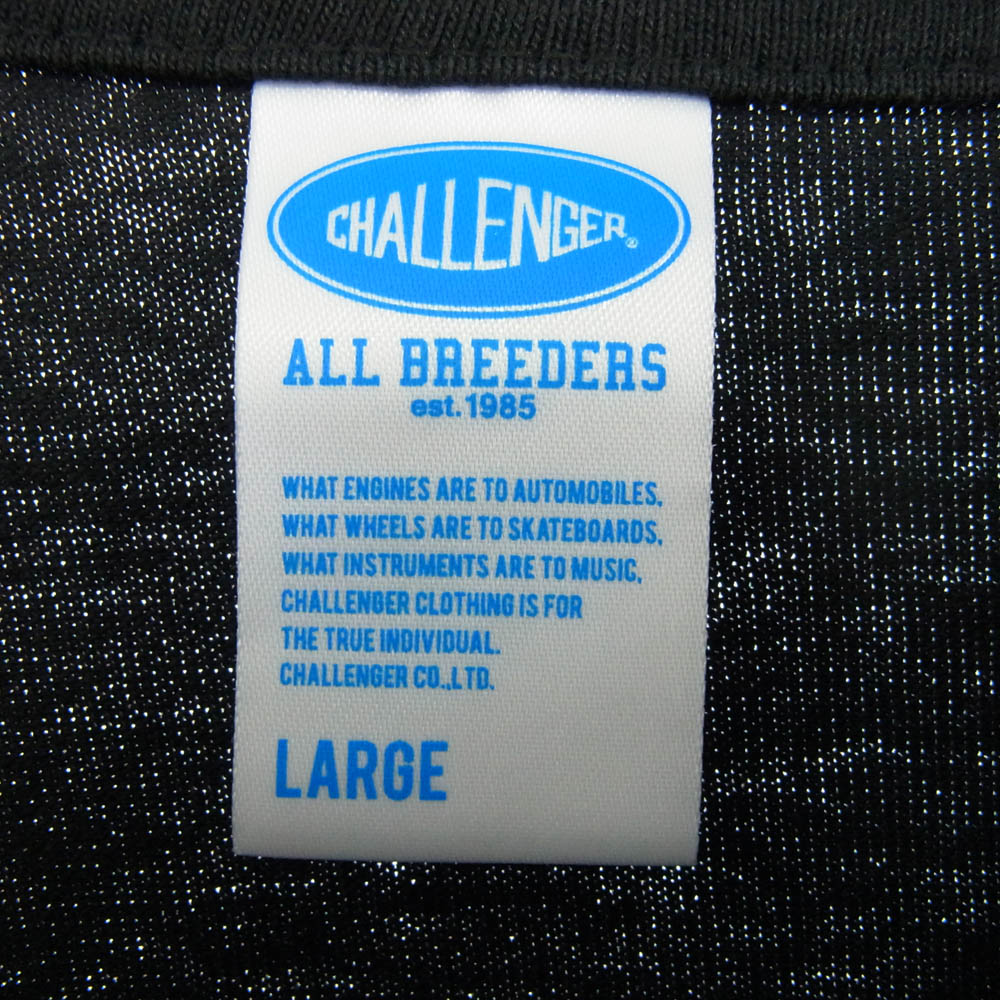 CHALLENGER®
ALL BREEDERS
est. 1985
WHAT ENGINES ARE TO AUTOMOBILES,
WHAT WHEELS ARE TO SKATEBOARDS,
WHAT INSTRUMENTS ARE TO MUSIC,
CHALLENGER CLOTHING IS FOR
THE TRUE INDIVIDUAL.
CHALLENGER CO.,LTD.
LARGE